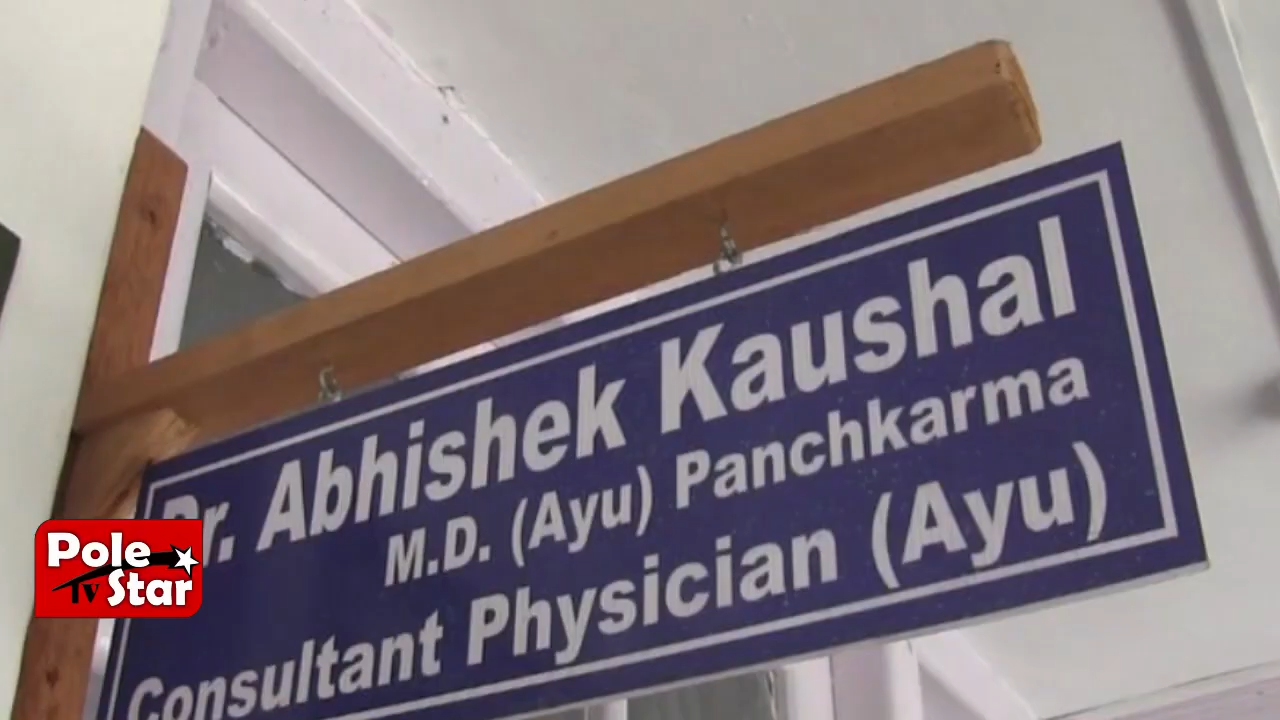 Dr. Abhishek Kaushal
M.D. (Ayu) Panchkarma
Consultant Physician (Ayu)
Pole
Tv Star